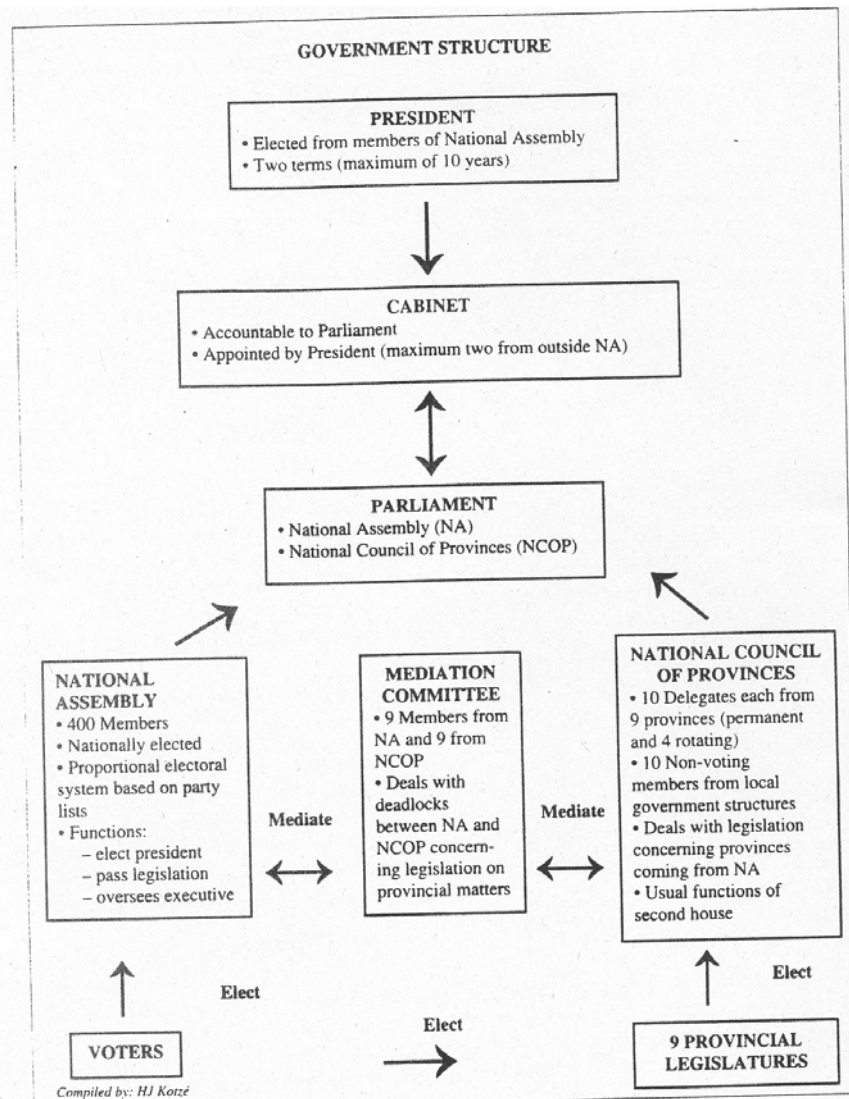 GOVERNMENT STRUCTURE
PRESIDENT
• Elected from members of National Assembly
• Two terms (maximum of 10 years)
CABINET
• Accountable to Parliament
• Appointed by President (maximum two from outside NA)
PARLIAMENT
• National Assembly (NA)
• National Council of Provinces (NCOP)
NATIONAL
ASSEMBLY
• 400 Members
• Nationally elected
• Proportional electoral
system based on party
lists
• Functions:
– elect president
– pass legislation
– oversees executive
Mediate
MEDIATION
COMMITTEE
• 9 Members from
NA and 9 from
NCOP
• Deals with
deadlocks
between NA and
NCOP concern-
ing legislation on
provincial matters
Mediate
NATIONAL COUNCIL
OF PROVINCES
• 10 Delegates each from
9 provinces (permanent
and 4 rotating)
• 10 Non-voting
members from local
government structures
• Deals with legislation
concerning provinces
coming from NA
• Usual functions of
second house
Elect
Elect
Elect
VOTERS
9 PROVINCIAL
LEGISLATURES
Compiled by: HJ Kotzé